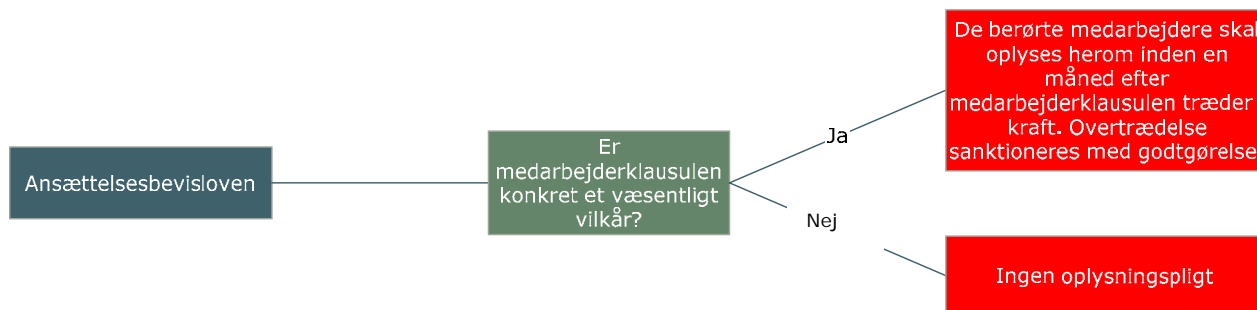 Ansættelsesbevisloven
Er
medarbejderklausulen
konkret et væsentligt
vilkår?
Ja
Nej
De berørte medarbejdere skal
oplyses herom inden en
måned efter
medarbejderklausulen træder
kraft. Overtrædelse
sanktioneres med godtgørelse
Ingen oplysningspligt